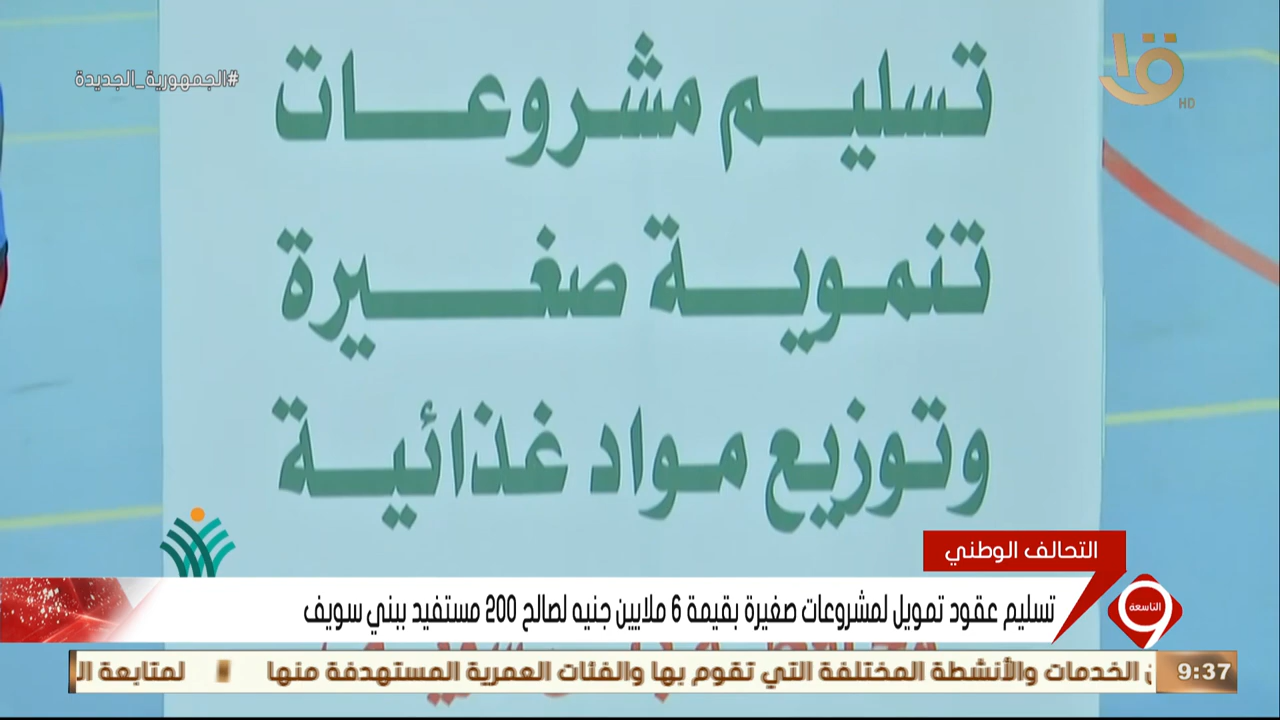 #الجمهورية_الجديدة
HD
تسليم مشروعات
تنموية صغيرة
وتوزيع مواد غذائية
التحالف الوطني
التاسعة
تسليم عقود تمويل لمشروعات صغيرة بقيمة 6 ملايين جنيه لصالح 200 مستفيد ببني سويف
الخدمات والأنشطة المختلفة التي تقوم بها والفئات العمرية المستهدفة منها لمتابعة
9:37